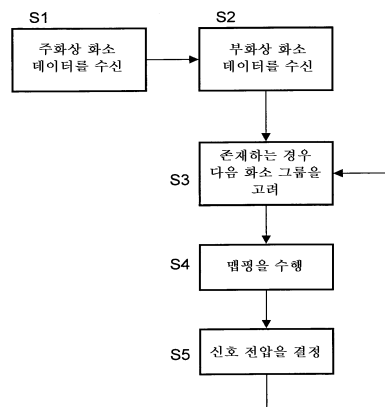 S1
주화상 화소
데이터를 수신
S2
부화상 화소
데이터를 수신
S3
존재하는 경우
다음 화소 그룹을
고려
S4
맵핑을 수행
S5
신호 전압을 결정